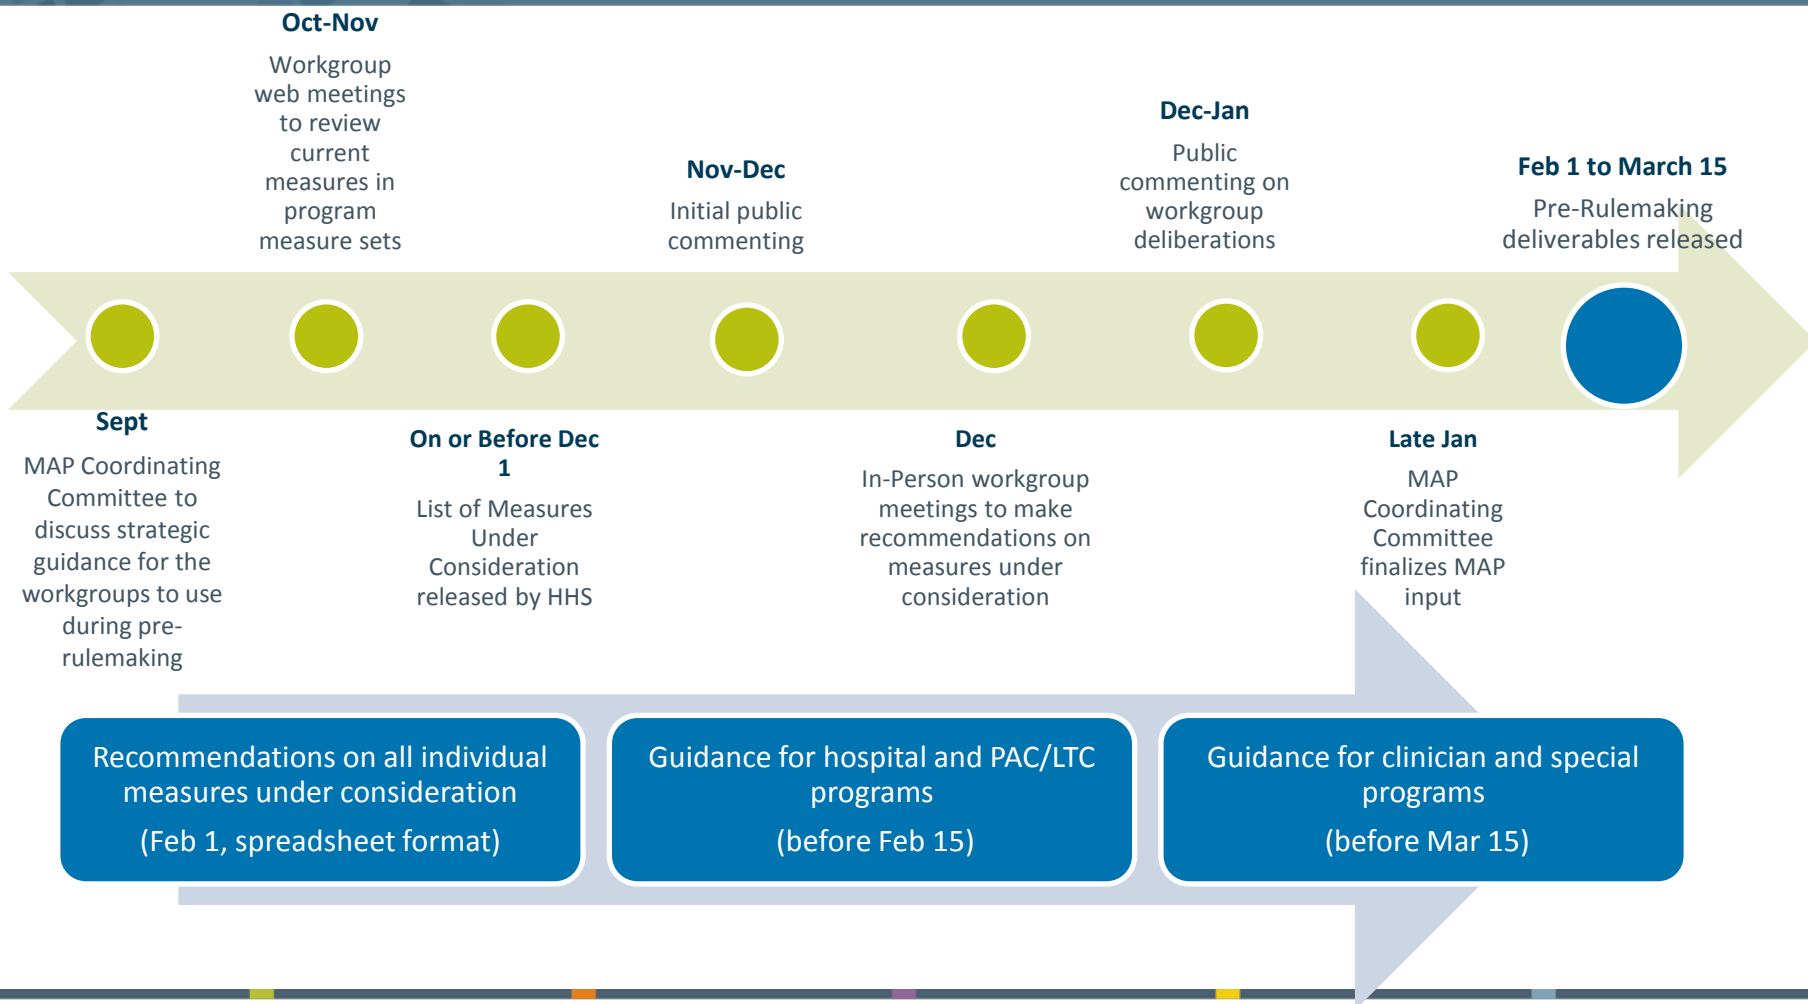 Oct-Nov
Workgroup
web meetings
to review
current
measures in
program
measure sets
Nov-Dec
Initial public
commenting
Dec-Jan
Public
commenting on
workgroup
deliberations
Feb 1 to March 15
Pre-Rulemaking
deliverables released
Sept
MAP Coordinating
Committee to
discuss strategic
guidance for the
workgroups to use
during pre-
rulemaking
On or Before Dec
1
List of Measures
Under
Consideration
released by HHS
Dec
In-Person workgroup
meetings to make
recommendations on
measures under
consideration
Late Jan
MAP
Coordinating
Committee
finalizes MAP
input
Recommendations on all individual
measures under consideration
(Feb 1, spreadsheet format)
Guidance for hospital and PAC/LTC
programs
(before Feb 15)
Guidance for clinician and special
programs
(before Mar 15)